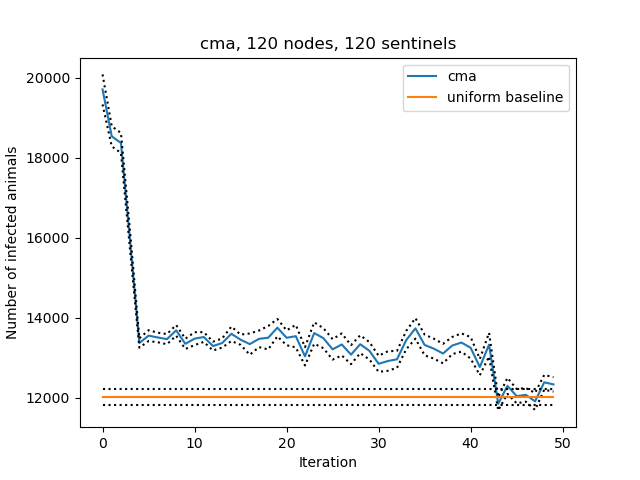 cma, 120 nodes, 120 sentinels
cma
uniform baseline
Number of infected animals
20000
18000
16000
14000
12000
0
10
20
30
40
50
Iteration